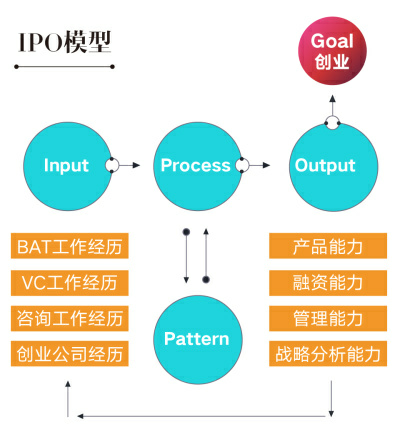 IPO模型
Goal
创业
Input
Process
Output
BAT工作经历
VC工作经历
咨询工作经历
创业公司经历
产品能力
融资能力
管理能力
战略分析能力
Pattern